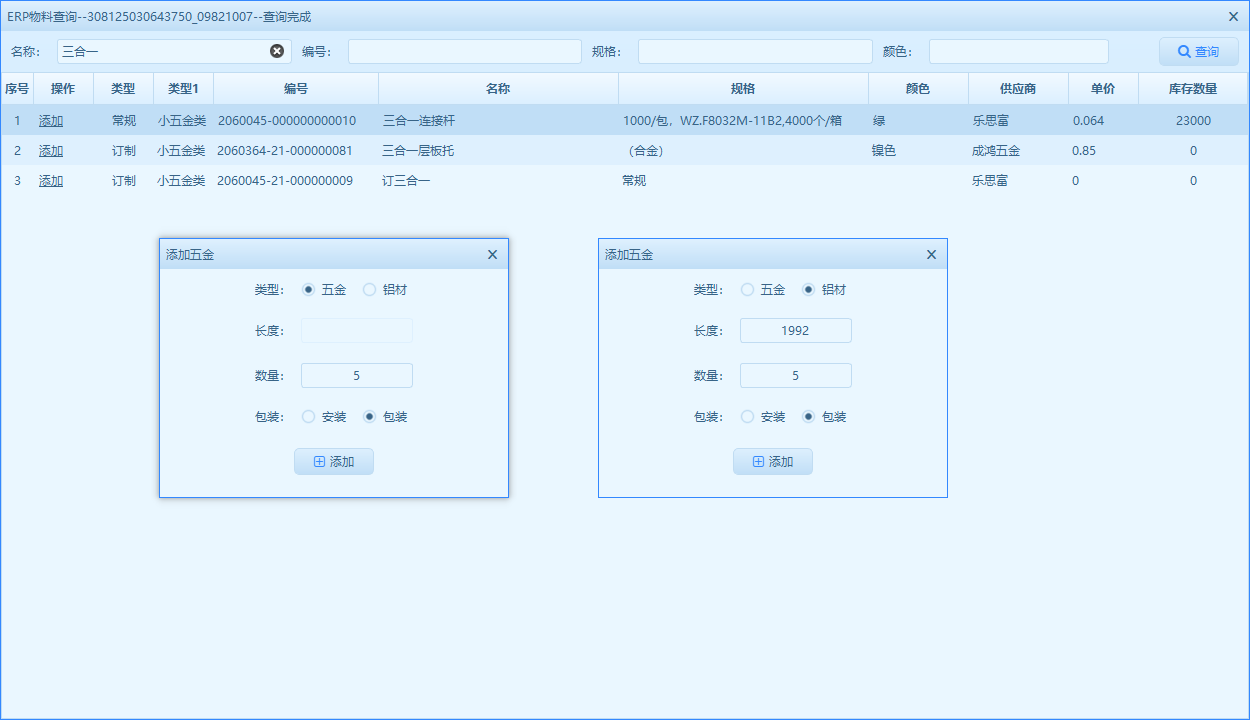 ERP物料查询--308125030643750_09821007--查询完成
名称： 三合一 编号： 规格： 颜色： 查询
序号 操作 类型 类型1 编号 名称 规格 颜色 供应商 单价 库存数量
1 添加 常规 小五金类 2060045-000000000010 三合一连接杆 1000/包，WZ.F8032M-11B2,4000个/箱 绿 乐思富 0.064 23000
2 添加 订制 小五金类 2060364-21-000000081 三合一层板托 （合金） 镍色 成鸿五金 0.85 0
3 添加 订制 小五金类 2060045-21-000000009 订三合一 常规 乐思富 0 0
添加五金
类型： 五金 铝材
长度：
数量： 5
包装： 安装 包装
添加
添加五金
类型： 五金 铝材
长度： 1992
数量： 5
包装： 安装 包装
添加